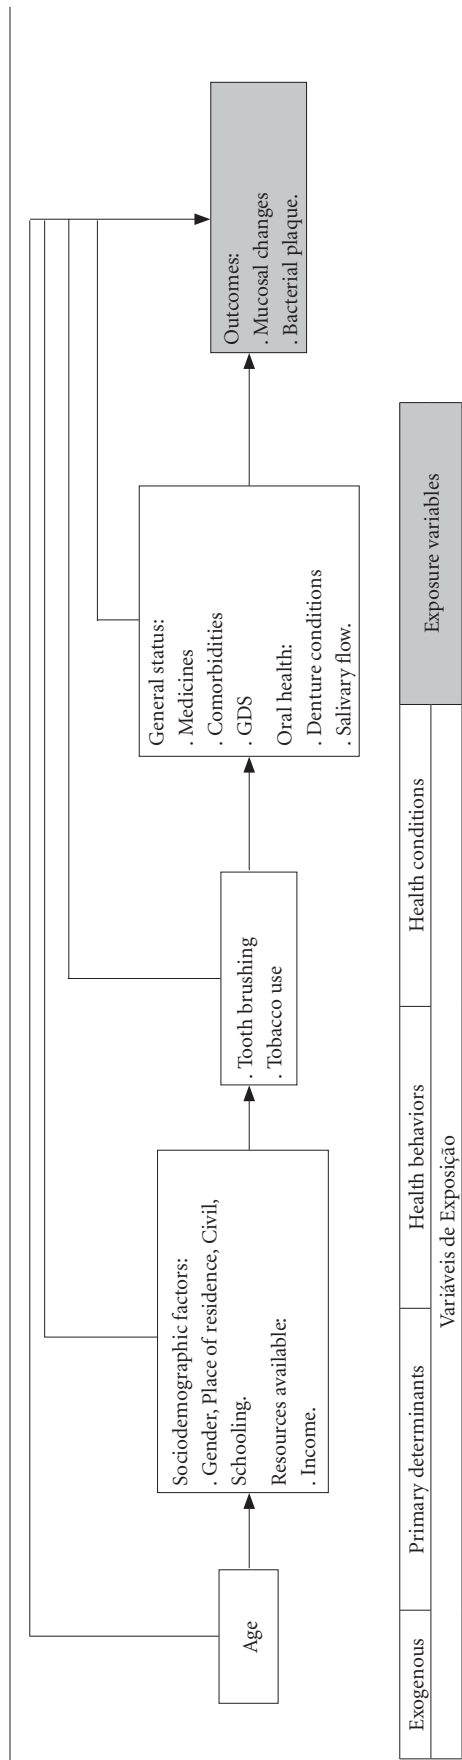 Age
Sociodemographic factors:
. Gender, Place of residence, Civil,
Schooling.
Resources available:
. Income.
. Tooth brushing
. Tobacco use
General status:
. Medicines
. Comorbidities
. GDS
Oral health:
. Denture conditions
. Salivary flow.
Outcomes:
. Mucosal changes
. Bacterial plaque.
Exogenous
Primary determinants
Health behaviors
Health conditions
Exposure variables
Variáveis de Exposição